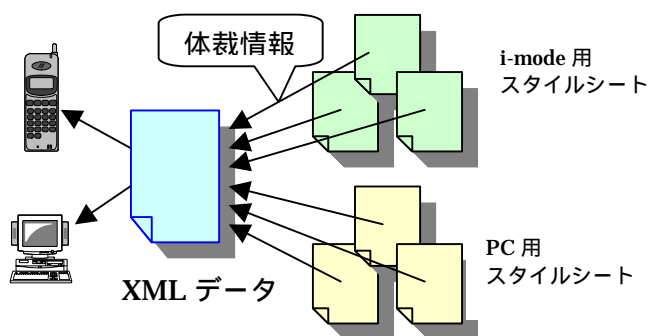 体裁情報
i-mode 用
スタイルシート
XML データ
PC 用
スタイルシート